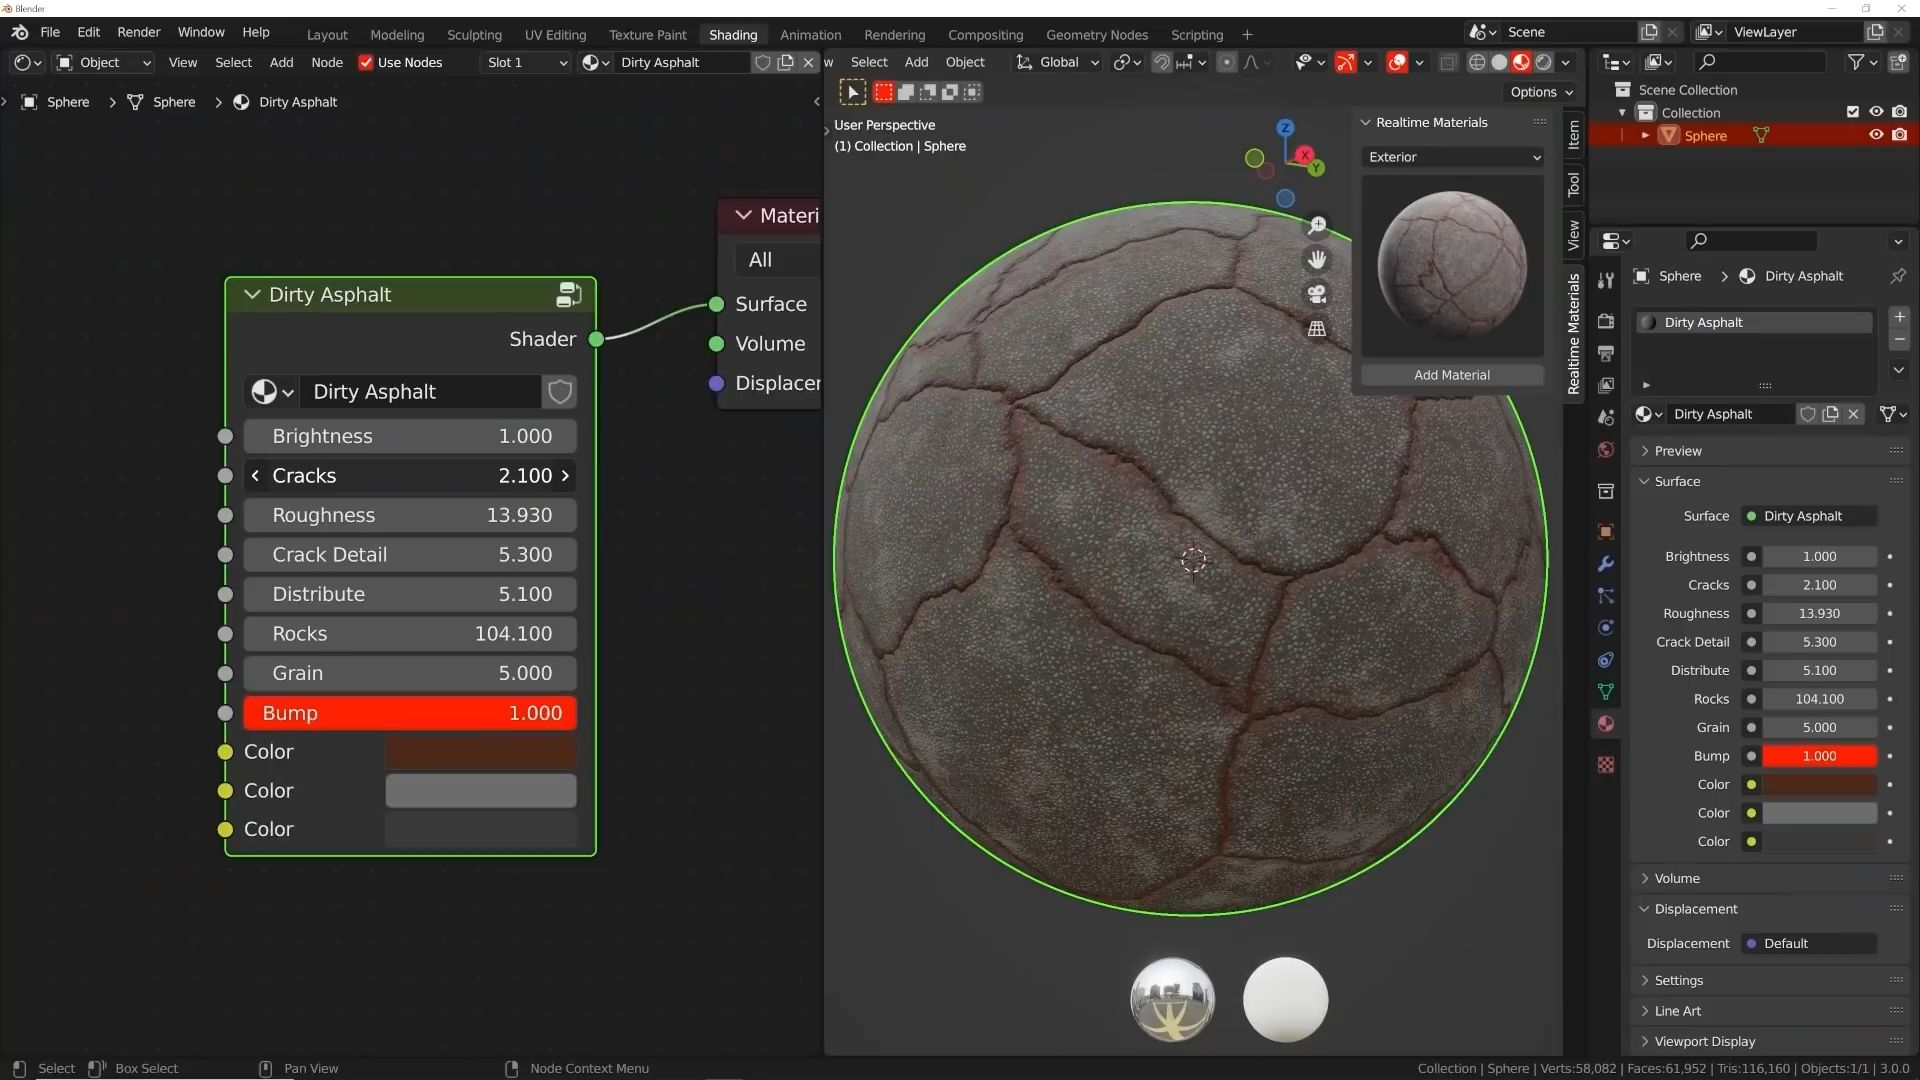 Blender
File Edit Render Window Help
Layout Modeling Sculpting UV Editing Texture Paint Shading Animation Rendering Compositing Geometry Nodes Scripting +
Scene
ViewLayer
Object View Select Add Node Use Nodes Slot 1 Dirty Asphalt
w Select Add Object Global
Options
Sphere > Sphere > Dirty Asphalt
User Perspective
(1) Collection | Sphere
Z
X
Y
Realtime Materials
Exterior
Add Material
Item
Tool
View
Realtime Materials
Materi
All
Surface
Volume
Displacer
Dirty Asphalt
Shader
Dirty Asphalt
Brightness 1.000
Cracks 2.100
Roughness 13.930
Crack Detail 5.300
Distribute 5.100
Rocks 104.100
Grain 5.000
Bump 1.000
Color
Color
Color
Scene Collection
Collection
Sphere
Sphere > Dirty Asphalt
Dirty Asphalt
Dirty Asphalt
Preview
Surface
Surface Dirty Asphalt
Brightness 1.000
Cracks 2.100
Roughness 13.930
Crack Detail 5.300
Distribute 5.100
Rocks 104.100
Grain 5.000
Bump 1.000
Color
Color
Color
Volume
Displacement
Displacement Default
Settings
Line Art
Viewport Display
Select Box Select Pan View Node Context Menu
Collection | Sphere | Verts:58,082 | Faces:61,952 | Tris:116,160 | Objects:1/1 | 3.0.0